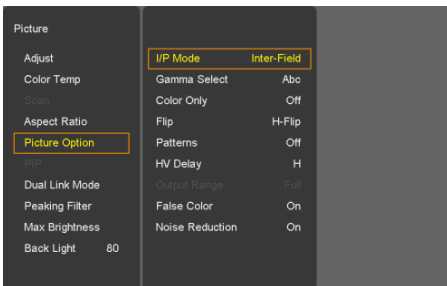 Picture
Adjust
Color Temp
Scan
Aspect Ratio
Picture Option
PIP
Dual Link Mode
Peaking Filter
Max Brightness
Back Light 80
I/P Mode Inter-Field
Gamma Select Abc
Color Only Off
Flip H-Flip
Patterns Off
HV Delay H
Output Range Full
False Color On
Noise Reduction On